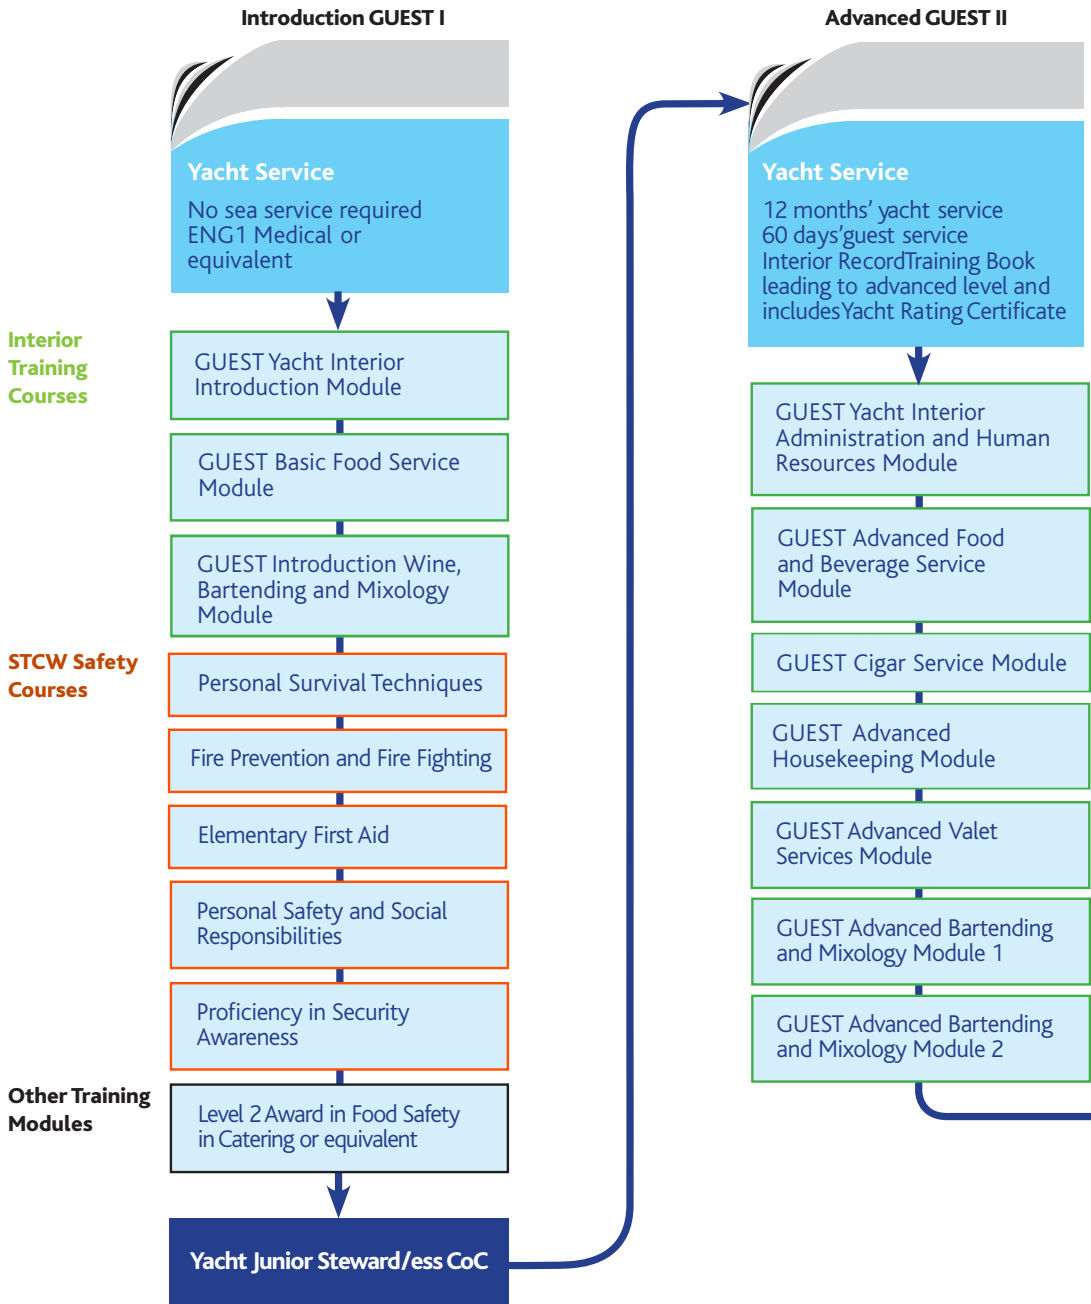 Introduction GUEST I
Yacht Service
No sea service required
ENG1 Medical or
equivalent
Interior
Training
Courses
GUEST Yacht Interior
Introduction Module
GUEST Basic Food Service
Module
GUEST Introduction Wine,
Bartending and Mixology
Module
STCW Safety
Courses
Personal Survival Techniques
Fire Prevention and Fire Fighting
Elementary First Aid
Personal Safety and Social
Responsibilities
Proficiency in Security
Awareness
Other Training
Modules
Level 2 Award in Food Safety
in Catering or equivalent
Yacht Junior Steward/ess CoC
Advanced GUEST II
Yacht Service
12 months' yacht service
60 days'guest service
Interior RecordTraining Book
leading to advanced level and
includesYacht Rating Certificate
GUEST Yacht Interior
Administration and Human
Resources Module
GUEST Advanced Food
and Beverage Service
Module
GUEST Cigar Service Module
GUEST Advanced
Housekeeping Module
GUEST Advanced Valet
Services Module
GUEST Advanced Bartending
and Mixology Module 1
GUEST Advanced Bartending
and Mixology Module 2